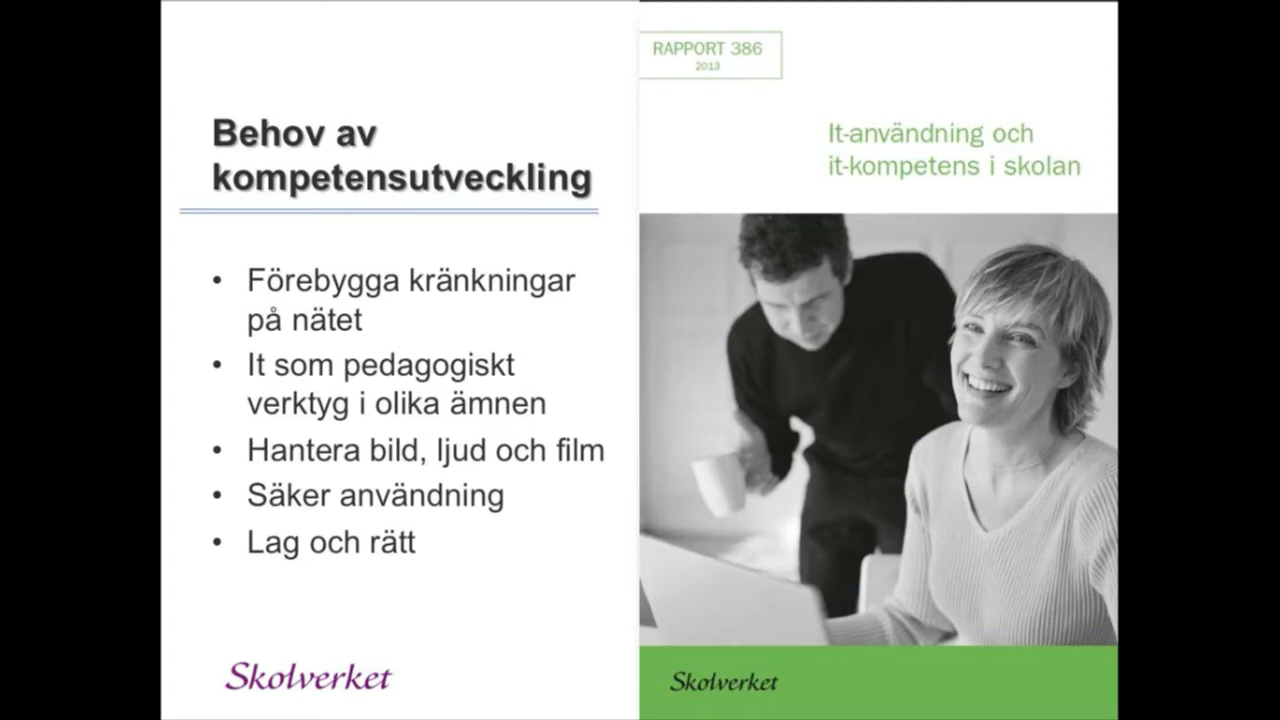 Behov av
kompetensutveckling
• Förebygga kränkningar
på nätet
• It som pedagogiskt
verktyg i olika ämnen
• Hantera bild, ljud och film
• Säker användning
• Lag och rätt
Skolverket
RAPPORT 386
2013
It-användning och
it-kompetens i skolan
Skolverket